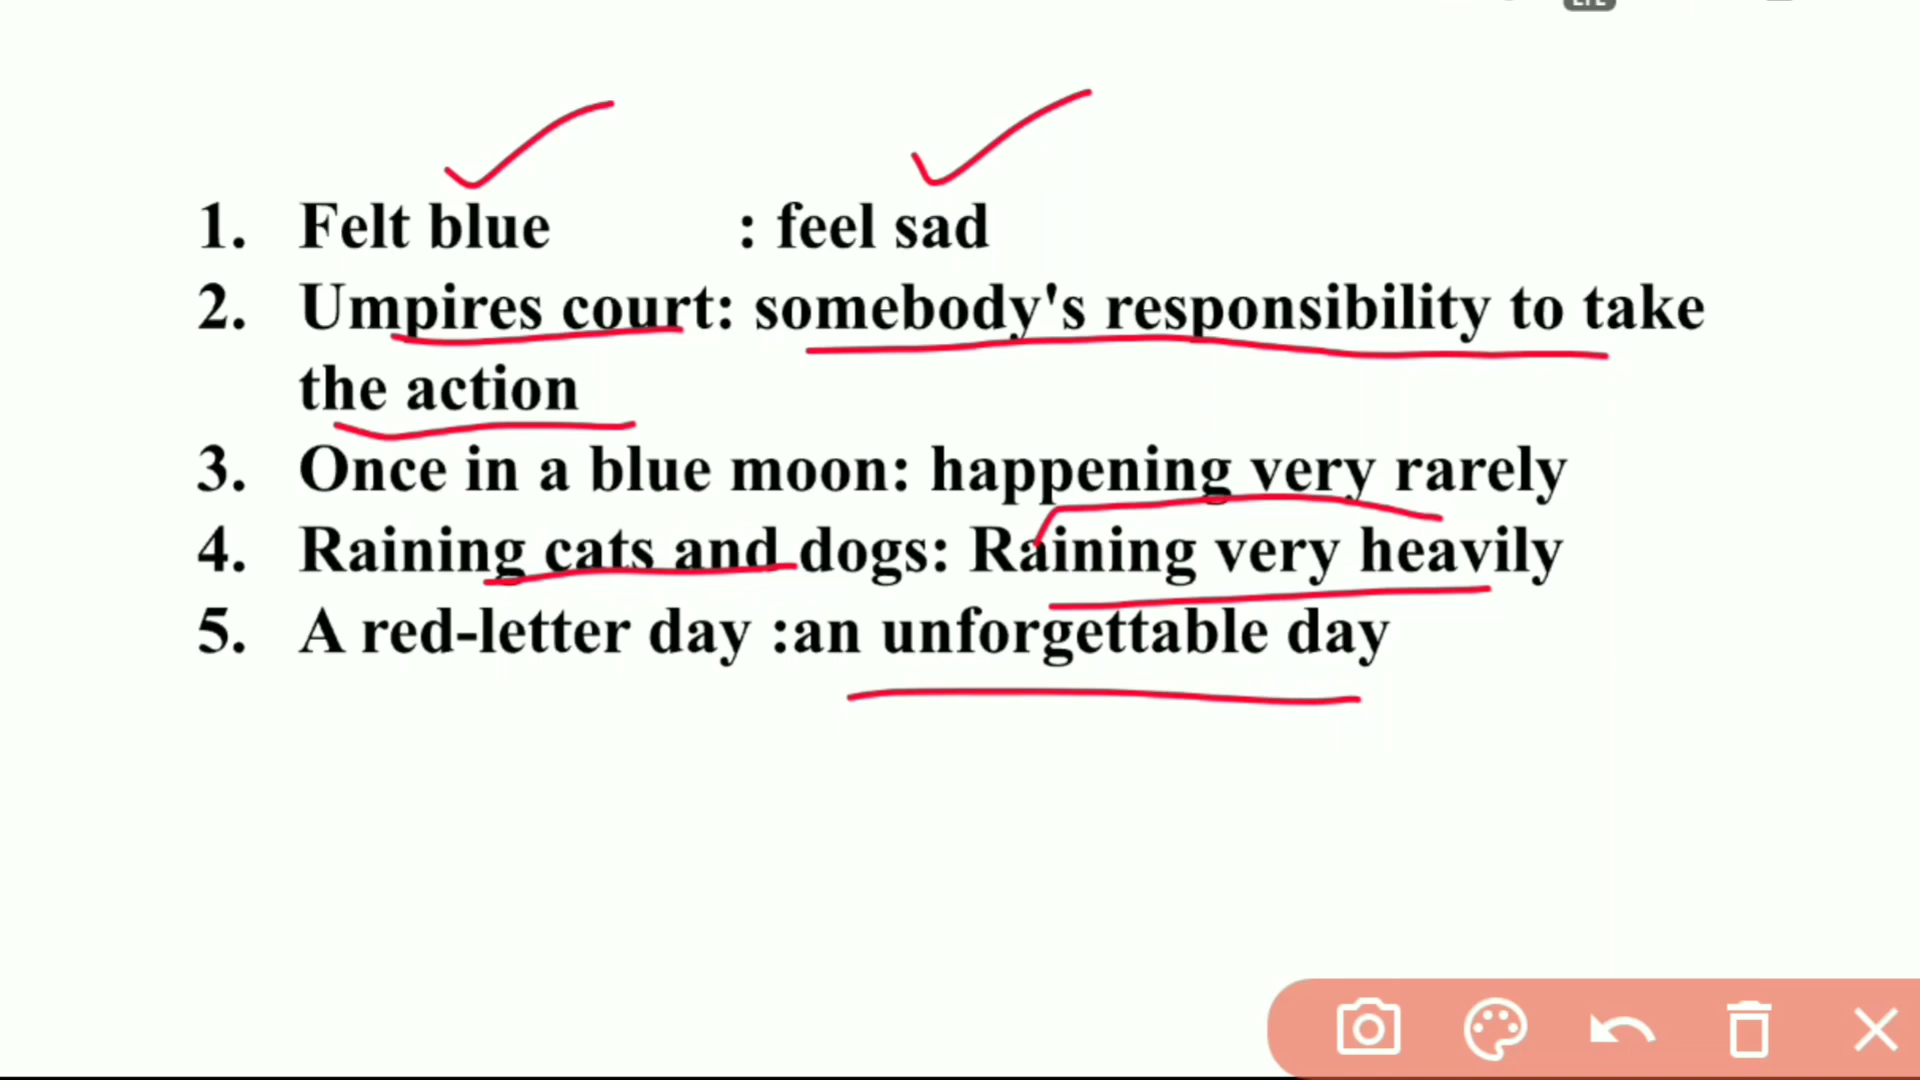 1. Felt blue : feel sad
2. Umpires court: somebody's responsibility to take
the action
3. Once in a blue moon: happening very rarely
4. Raining cats and dogs: Raining very heavily
5. A red-letter day :an unforgettable day